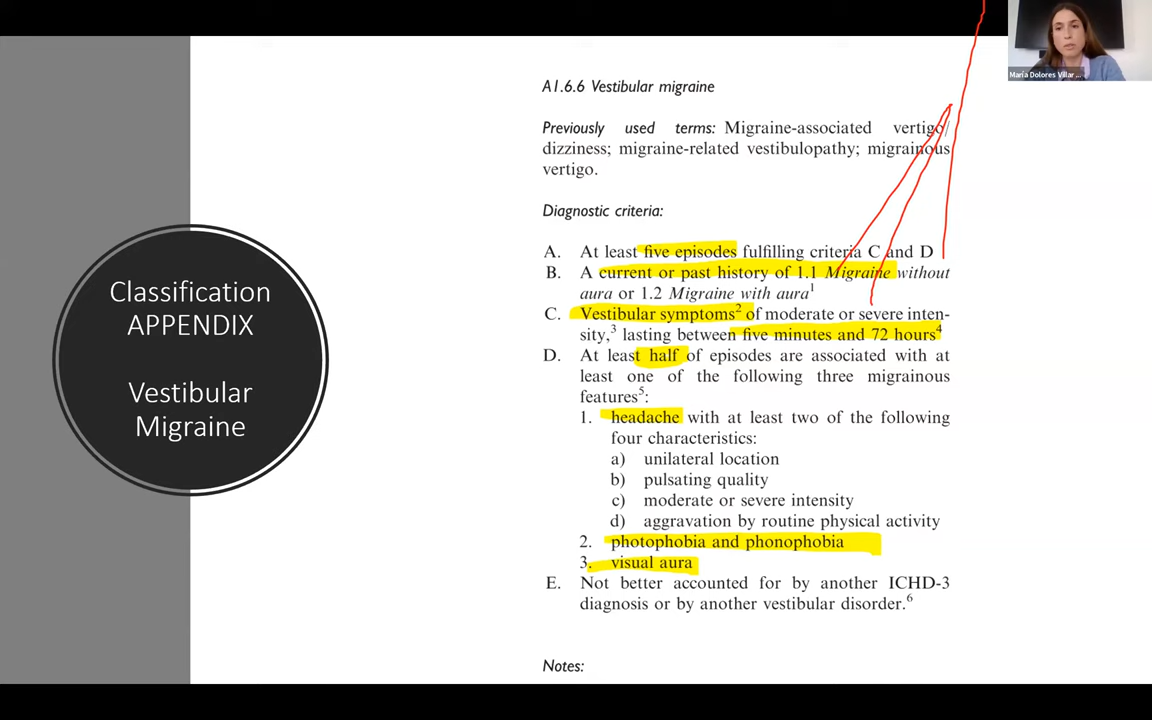 María Dolores Villar ...
Classification
APPENDIX
Vestibular
Migraine
A1.6.6 Vestibular migraine
Previously used terms: Migraine-associated vertigo/
dizziness; migraine-related vestibulopathy; migrainous
vertigo.
Diagnostic criteria:
A. At least five episodes fulfilling criteria C and D
B. A current or past history of 1.1 Migraine without
aura or 1.2 Migraine with aura¹
C. Vestibular symptoms² of moderate or severe inten-
sity,³ lasting between five minutes and 72 hours⁴
D. At least half of episodes are associated with at
least one of the following three migrainous
features⁵:
1. headache with at least two of the following
four characteristics:
a) unilateral location
b) pulsating quality
c) moderate or severe intensity
d) aggravation by routine physical activity
2. photophobia and phonophobia
3. visual aura
E. Not better accounted for by another ICHD-3
diagnosis or by another vestibular disorder.⁶
Notes: